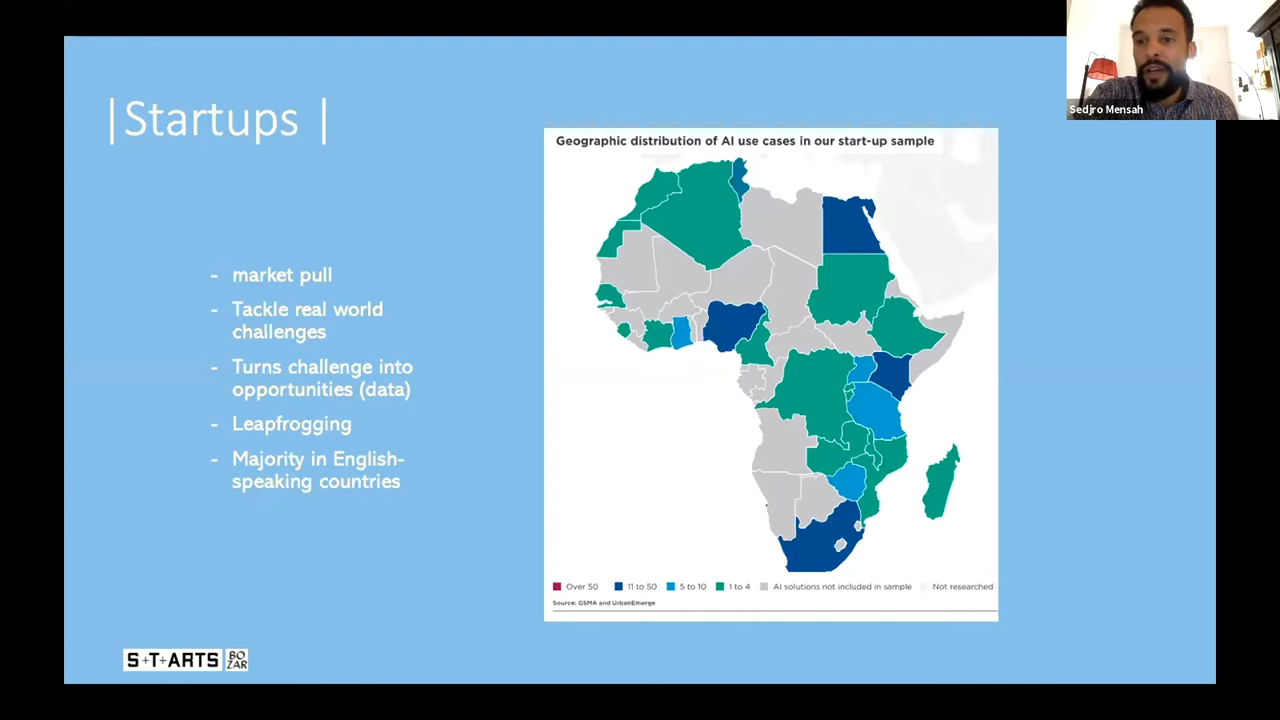 |Startups |
- market pull
- Tackle real world
challenges
- Turns challenge into
opportunities (data)
- Leapfrogging
- Majority in English-
speaking countries
Geographic distribution of AI use cases in our start-up sample
Over 50
11 to 50
5 to 10
1 to 4
AI solutions not included in sample
Not researched
Source: GSMA and UrbanEmerge
S+T+ARTS
BO
ZAR
Sedjro Mensah